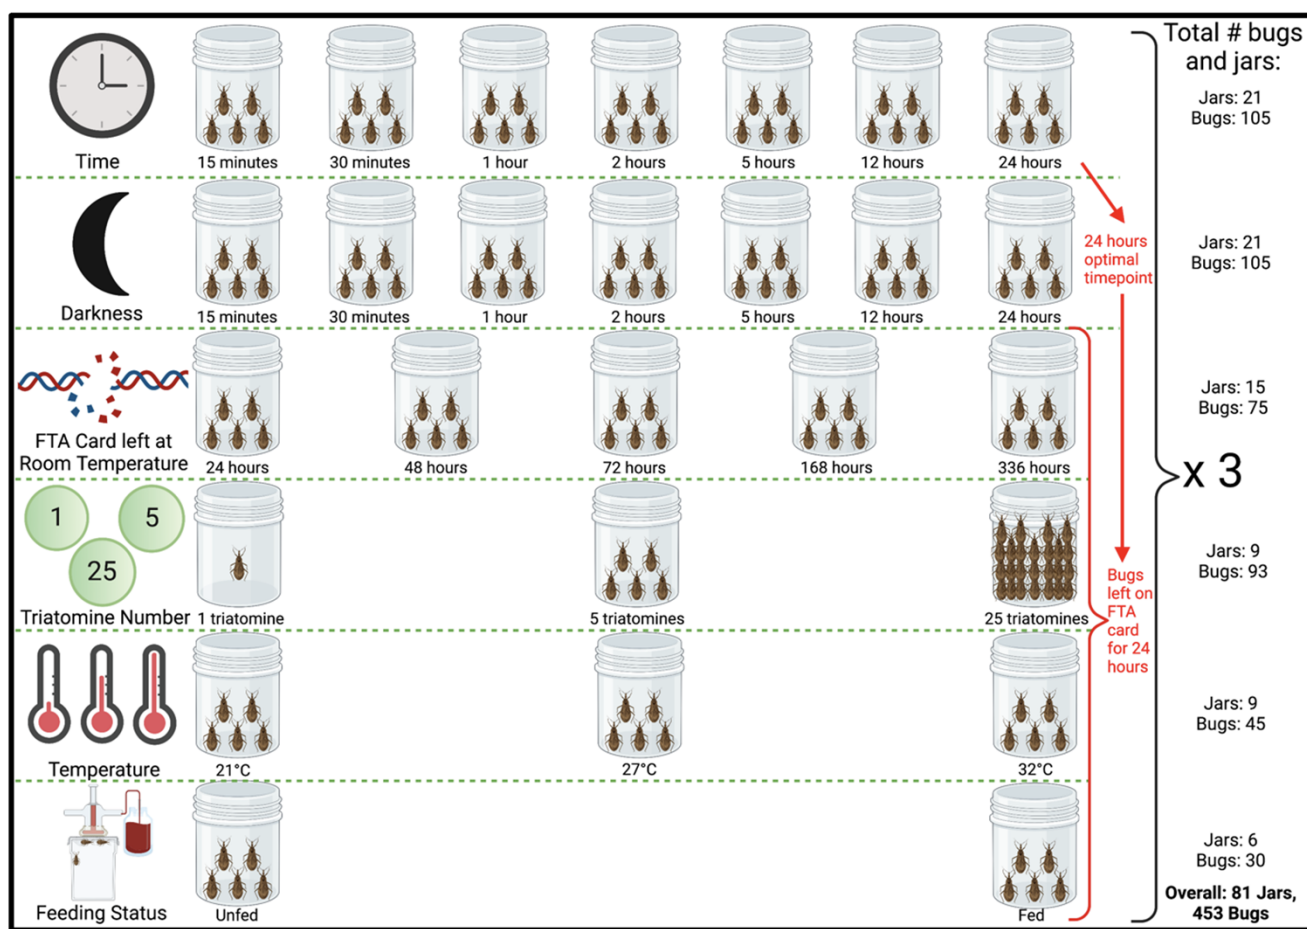 Total # bugs
and jars:
Time
15 minutes
30 minutes
1 hour
2 hours
5 hours
12 hours
24 hours
Jars: 21
Bugs: 105
Darkness
15 minutes
30 minutes
1 hour
2 hours
5 hours
12 hours
24 hours
24 hours
optimal
timepoint
Jars: 21
Bugs: 105
FTA Card left at
Room Temperature
24 hours
48 hours
72 hours
168 hours
336 hours
Jars: 15
Bugs: 75
x 3
1
5
25
Triatomine Number
1 triatomine
5 triatomines
25 triatomines
Bugs
left on
FTA
card
for 24
hours
Jars: 9
Bugs: 93
Temperature
21°C
27°C
32°C
Jars: 9
Bugs: 45
Feeding Status
Unfed
Fed
Jars: 6
Bugs: 30
Overall: 81 Jars,
453 Bugs